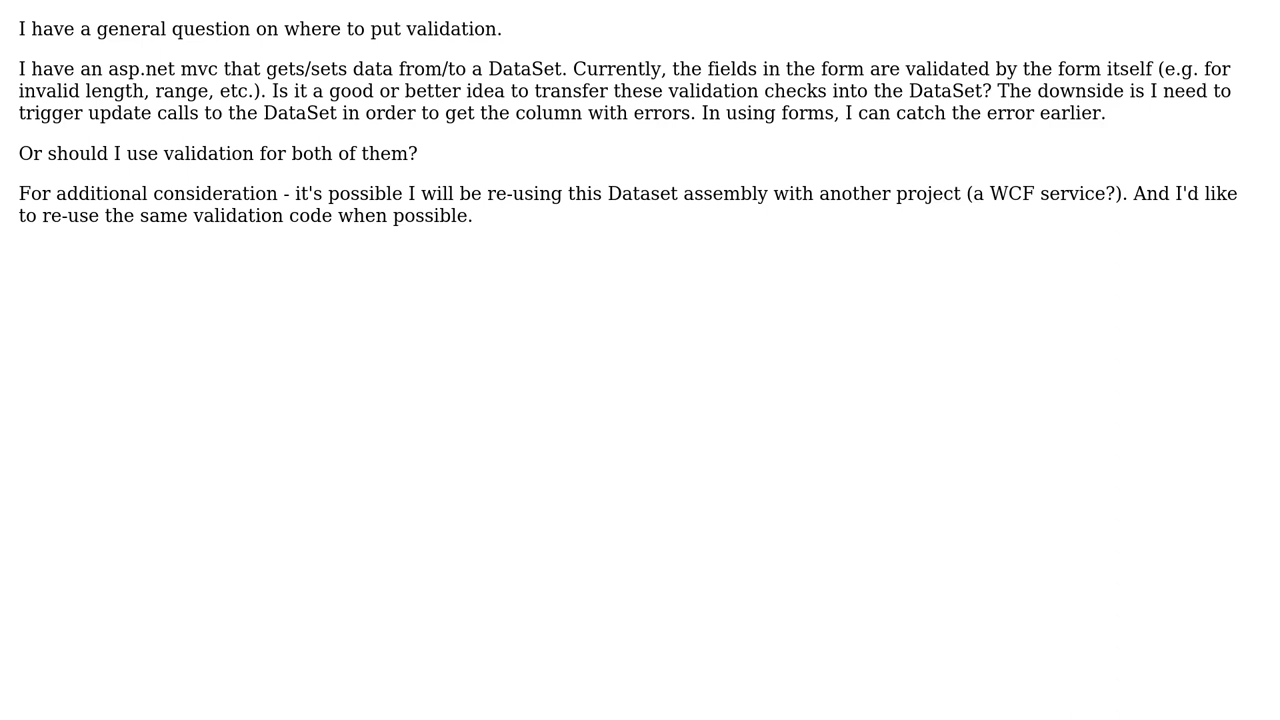 I have a general question on where to put validation.
I have an asp.net mvc that gets/sets data from/to a DataSet. Currently, the fields in the form are validated by the form itself (e.g. for
invalid length, range, etc.). Is it a good or better idea to transfer these validation checks into the DataSet? The downside is I need to
trigger update calls to the DataSet in order to get the column with errors. In using forms, I can catch the error earlier.
Or should I use validation for both of them?
For additional consideration - it's possible I will be re-using this Dataset assembly with another project (a WCF service?). And I'd like
to re-use the same validation code when possible.